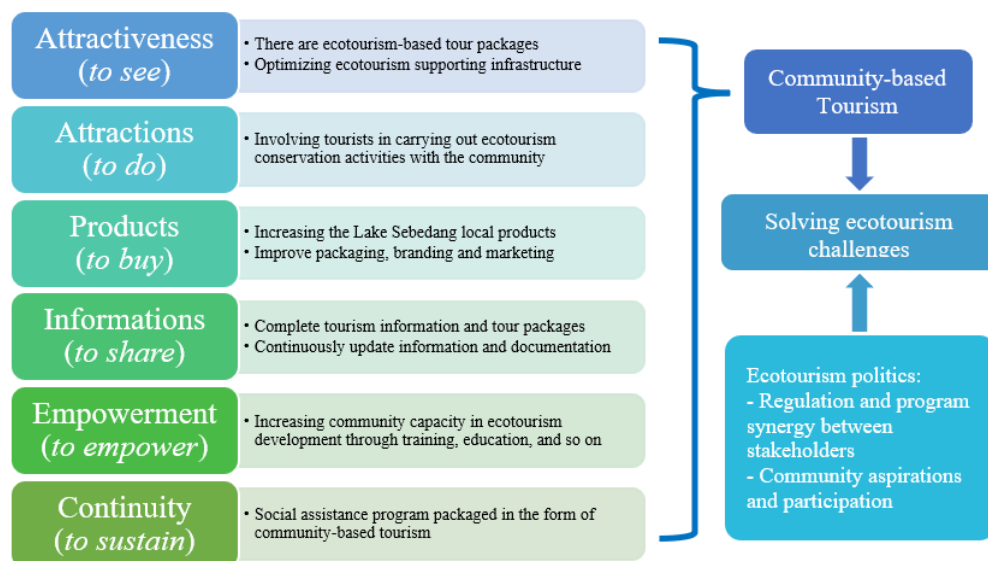 Attractiveness
(to see)
• There are ecotourism-based tour packages
• Optimizing ecotourism supporting infrastructure
Attractions
(to do)
• Involving tourists in carrying out ecotourism
conservation activities with the community
Products
(to buy)
• Increasing the Lake Sebedang local products
• Improve packaging, branding and marketing
Informations
(to share)
• Complete tourism information and tour packages
• Continuously update information and documentation
Empowerment
(to empower)
• Increasing community capacity in ecotourism
development through training, education, and so on
Continuity
(to sustain)
• Social assistance program packaged in the form of
community-based tourism
Community-based
Tourism
Solving ecotourism
challenges
Ecotourism politics:
- Regulation and program
synergy between
stakeholders
- Community aspirations
and participation